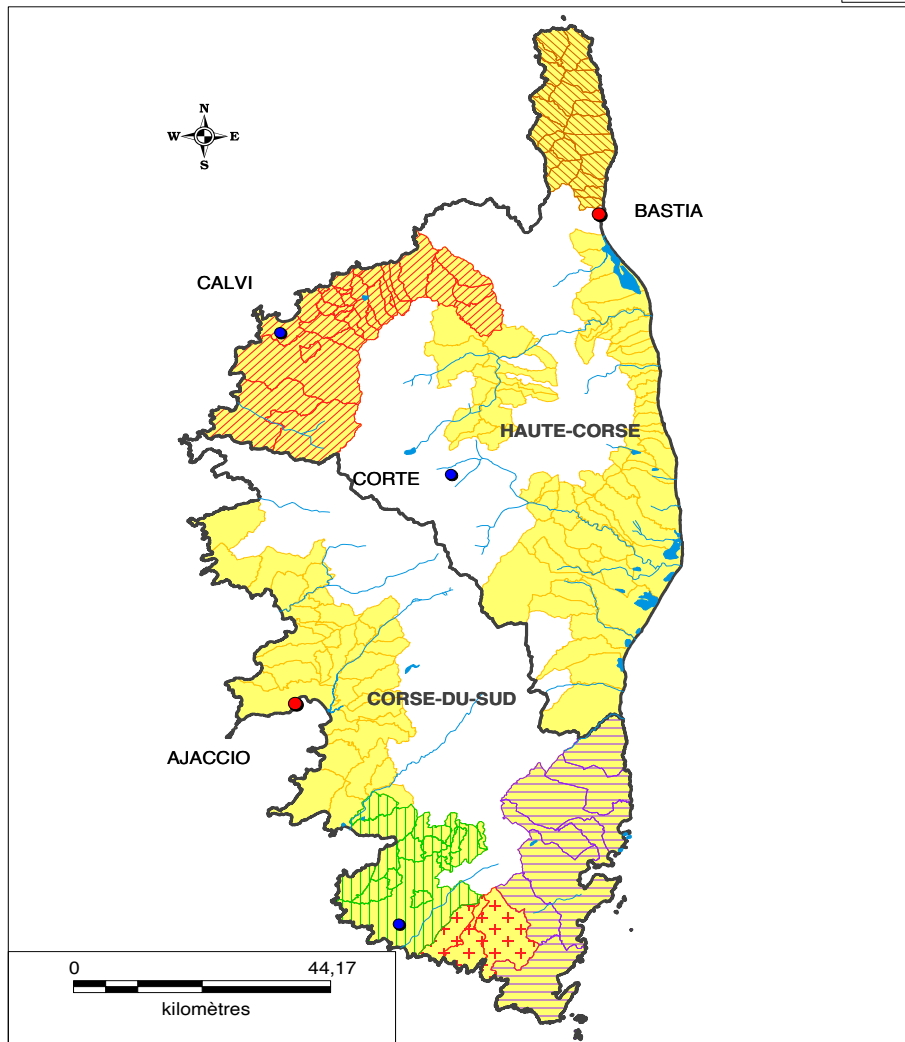 N
W E
S
BASTIA
CALVI
HAUTE-CORSE
CORTE
CORSE-DU-SUD
AJACCIO
0 44,17
kilomètres